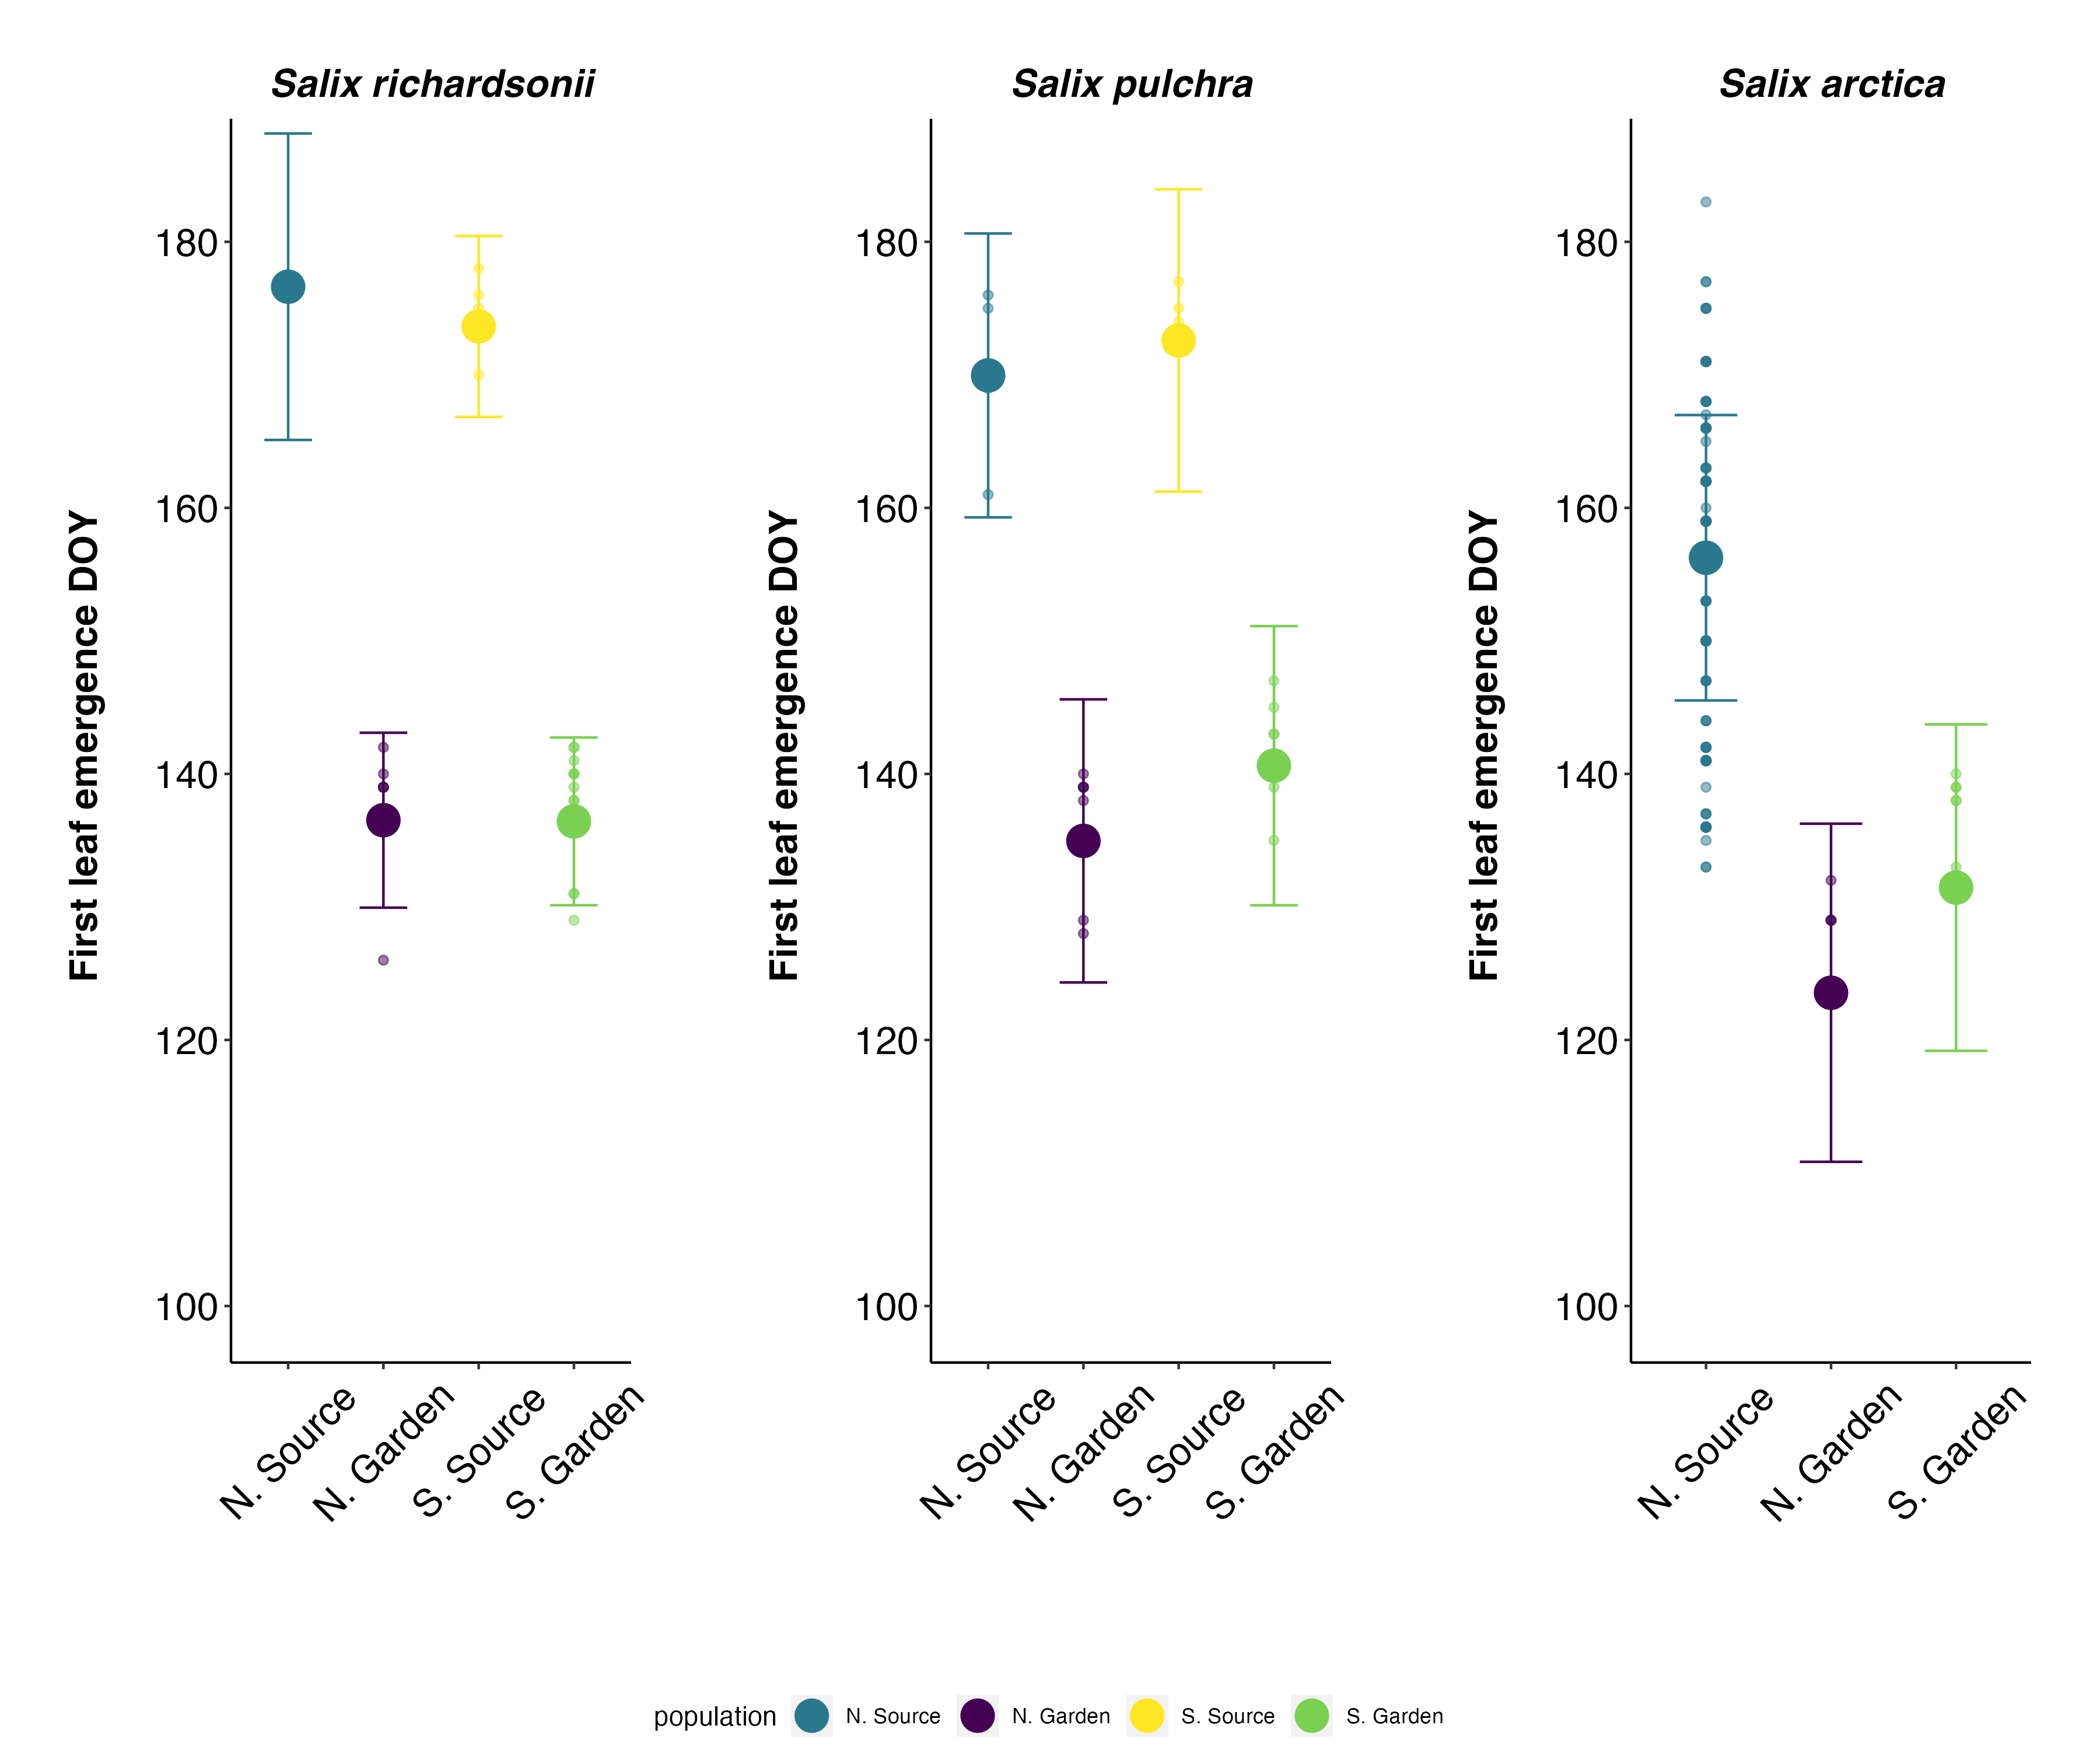 Salix richardsonii
First leaf emergence DOY
180
160
140
120
100
N. Source
N. Garden
S. Source
S. Garden
Salix pulchra
First leaf emergence DOY
180
160
140
120
100
N. Source
N. Garden
S. Source
S. Garden
Salix arctica
First leaf emergence DOY
180
160
140
120
100
N. Source
N. Garden
S. Garden
population N. Source N. Garden S. Source S. Garden